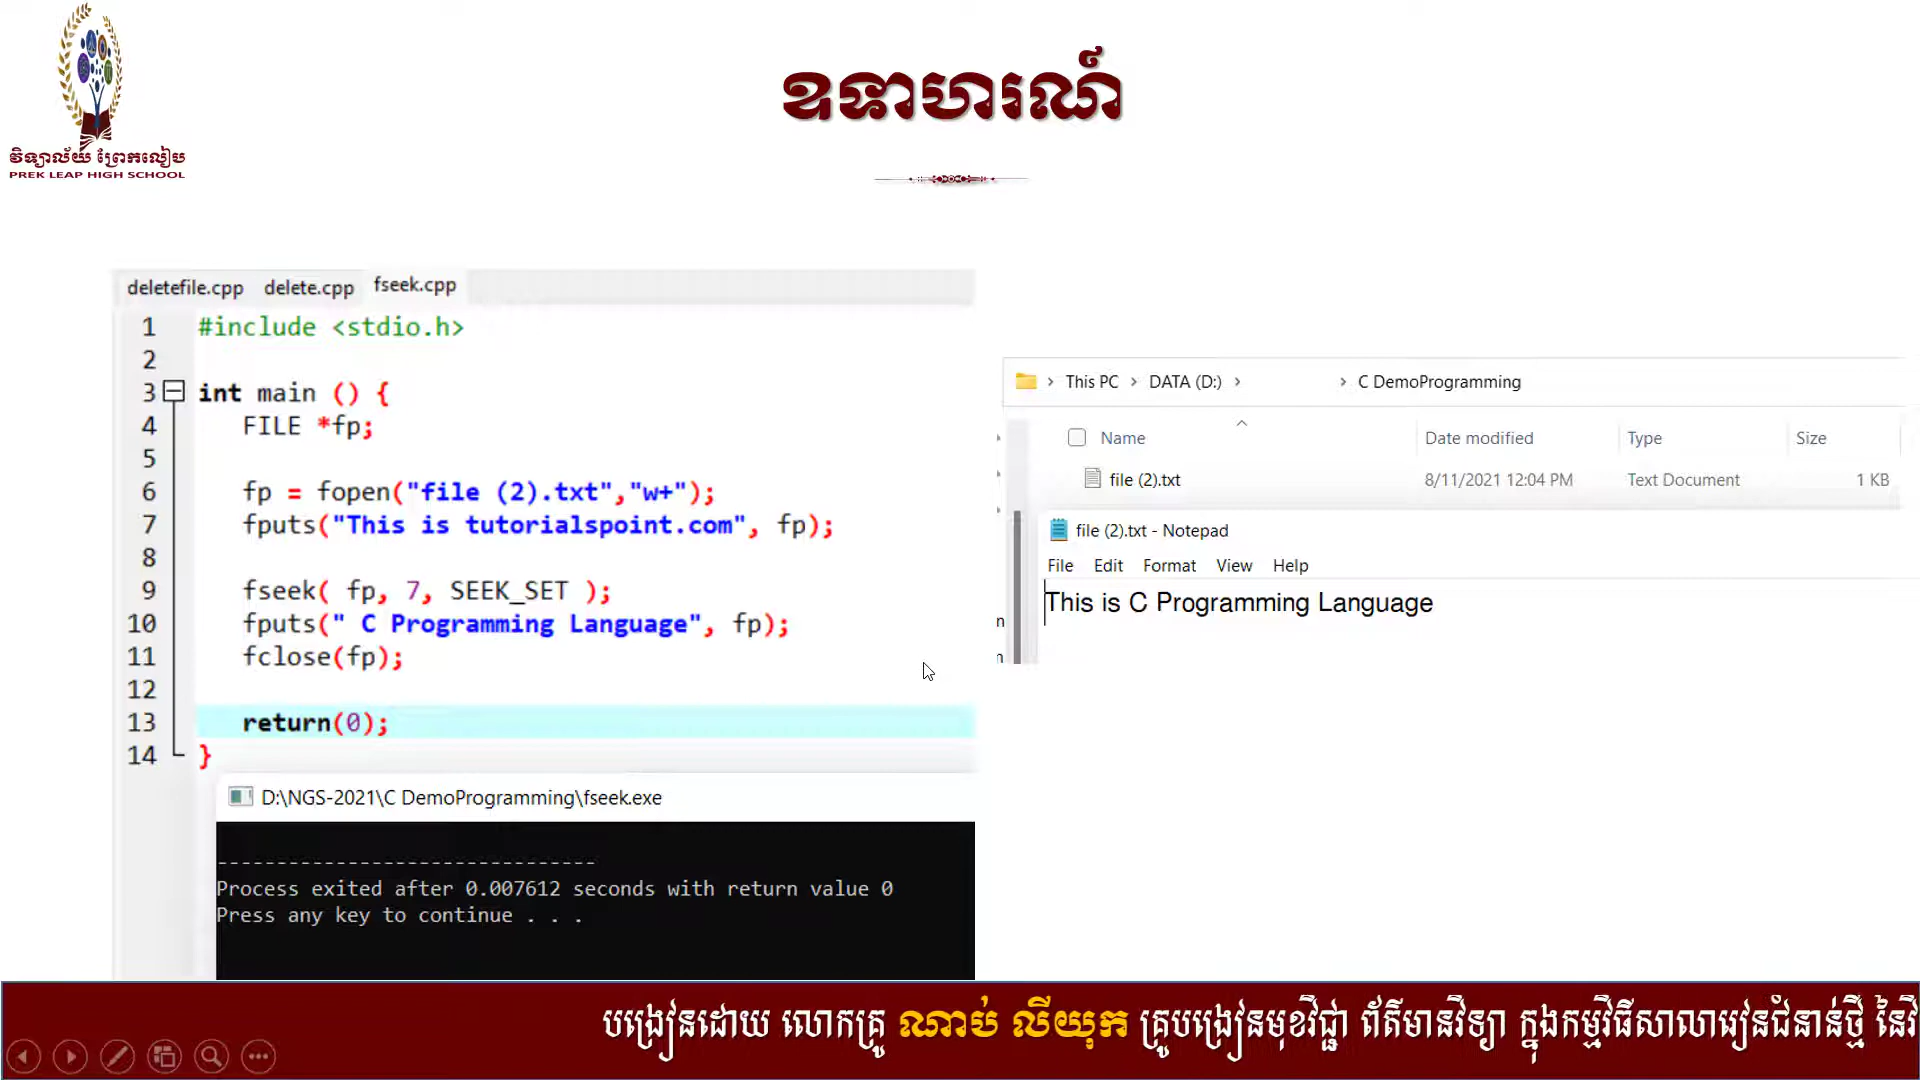 វិទ្យាល័យ ព្រែកលៀប
PREK LEAP HIGH SCHOOL
ឧទាហរណ៍
deletefile.cpp delete.cpp fseek.cpp
1 #include <stdio.h>
2
3 int main () {
4 FILE *fp;
5
6 fp = fopen("file (2).txt","w+");
7 fputs("This is tutorialspoint.com", fp);
8
9 fseek( fp, 7, SEEK_SET );
10 fputs(" C Programming Language", fp);
11 fclose(fp);
12
13 return(0);
14 }
D:\NGS-2021\C DemoProgramming\fseek.exe
--------------------------------
Process exited after 0.007612 seconds with return value 0
Press any key to continue . . .
This PC > DATA (D:) > > C DemoProgramming
Name Date modified Type Size
file (2).txt 8/11/2021 12:04 PM Text Document 1 KB
file (2).txt - Notepad
File Edit Format View Help
This is C Programming Language
បង្រៀនដោយ លោកគ្រូ ណាប់ លីយុក គ្រូបង្រៀនមុខវិជ្ជា ព័ត៌មានវិទ្យា ក្នុងកម្មវិធីសាលារៀនជំនាន់ថ្មី នៃវិ